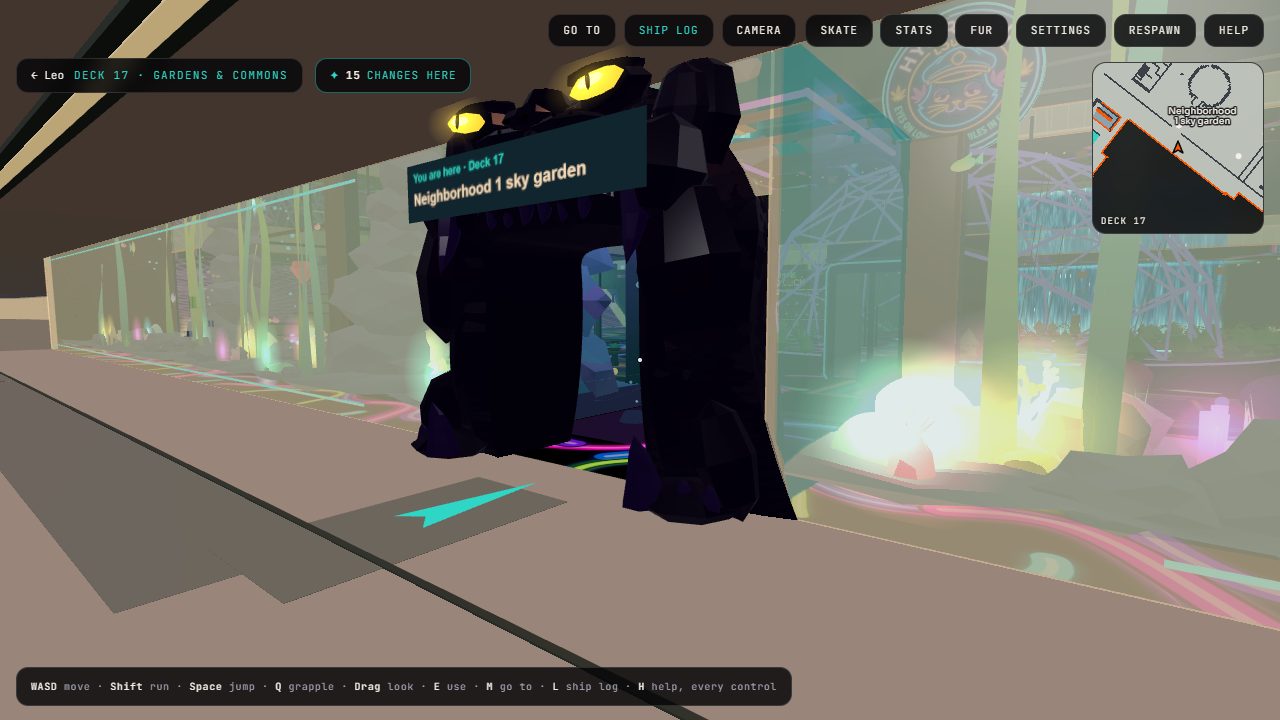 GO TO
SHIP LOG
CAMERA
SKATE
STATS
FUR
SETTINGS
RESPAWN
HELP
← Leo DECK 17 · GARDENS & COMMONS
✦ 15 CHANGES HERE
You are here · Deck 17
Neighborhood 1 sky garden
Neighborhood
1 sky garden
DECK 17
WASD move · Shift run · Space jump · Q grapple · Drag look · E use · M go to · L ship log · H help, every control